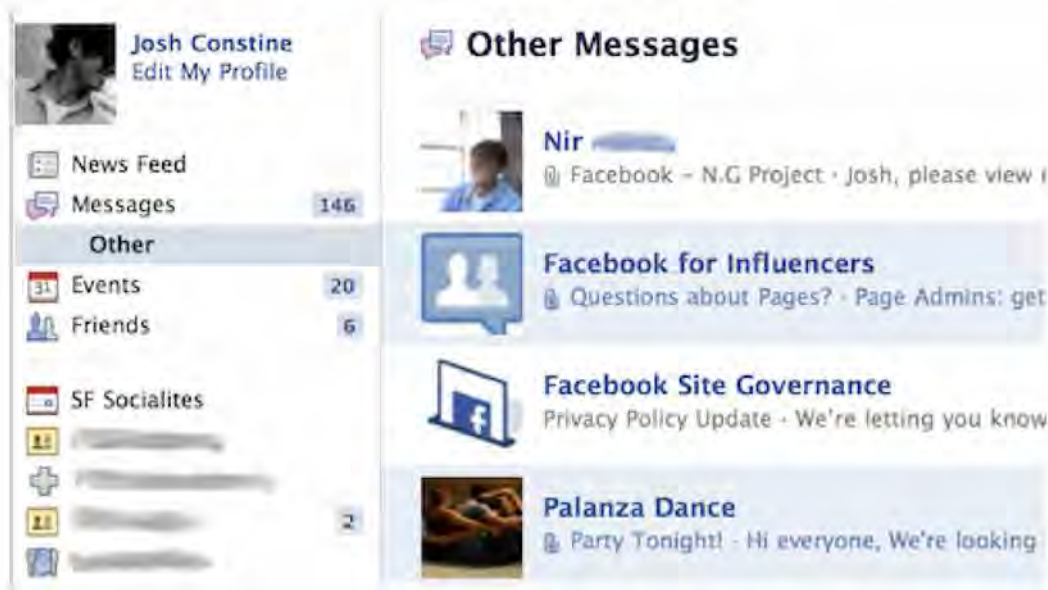 Josh Constine
Edit My Profile
News Feed
Messages 146
Other
Events 20
31
Friends 6
SF Socialites
2
Other Messages
Nir
Facebook – N.G Project · Josh, please view
Facebook for Influencers
Questions about Pages? · Page Admins: get
Facebook Site Governance
Privacy Policy Update · We're letting you know
Palanza Dance
Party Tonight! · Hi everyone, We're looking